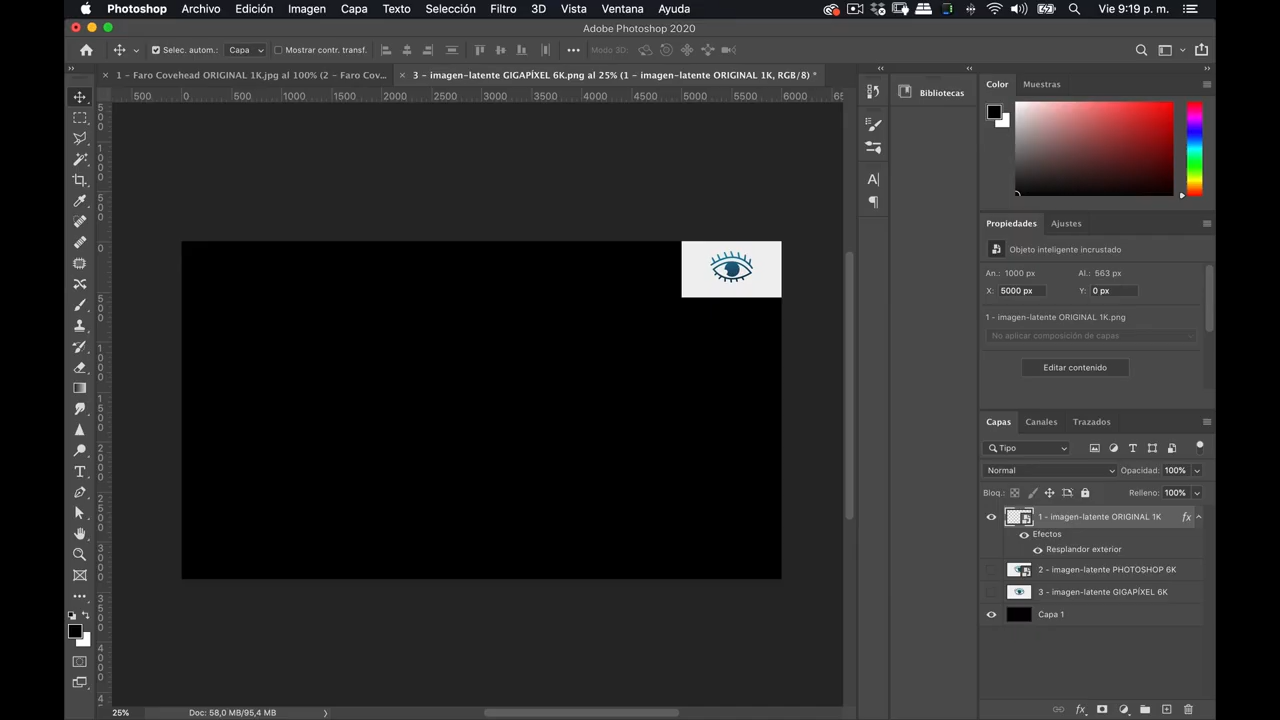 Photoshop Archivo Edición Imagen Capa Texto Selección Filtro 3D Vista Ventana Ayuda Vie 9:19 p. m.
Adobe Photoshop 2020
Selec. autom.: Capa Mostrar contr. transf. Modo 3D:
1 - Faro Covehead ORIGINAL 1K.jpg al 100% (2 - Faro Cov... 3 - imagen-latente GIGAPÍXEL 6K.png al 25% (1 - imagen-latente ORIGINAL 1K, RGB/8) *
500 0 500 1000 1500 2000 2500 3000 3500 4000 4500 5000 5500 6000
Bibliotecas
Color Muestras
Propiedades Ajustes
Objeto inteligente incrustado
An.: 1000 px Al.: 563 px
X: 5000 px Y: 0 px
1 - imagen-latente ORIGINAL 1K.png
No aplicar composición de capas
Editar contenido
Capas Canales Trazados
Tipo
Normal Opacidad: 100%
Bloq.: Relleno: 100%
1 - imagen-latente ORIGINAL 1K fx
Efectos
Resplandor exterior
2 - imagen-latente PHOTOSHOP 6K
3 - imagen-latente GIGAPÍXEL 6K
Capa 1
25% Doc: 58,0 MB/95,4 MB